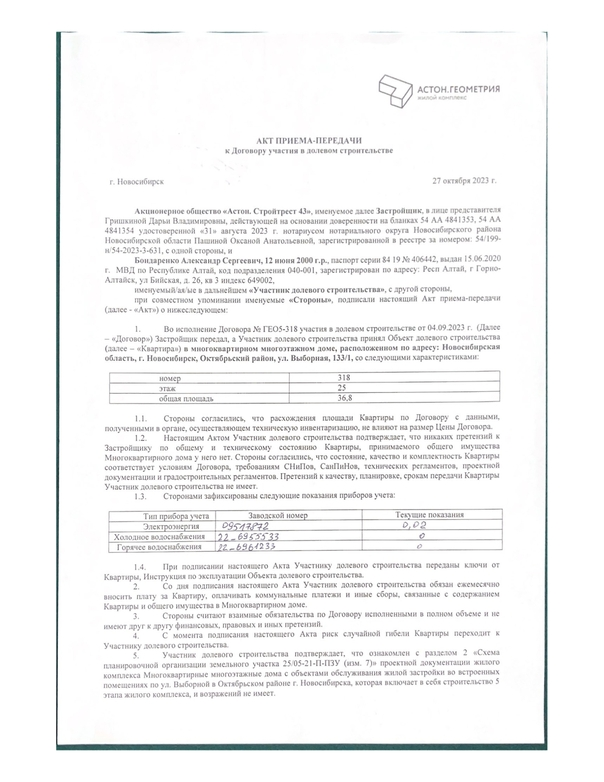 АСТОН.ГЕОМЕТРИЯ
ЖИЛОЙ КОМПЛЕКС
АКТ ПРИЕМА-ПЕРЕДАЧИ
к Договору участия в долевом строительстве
г. Новосибирск 27 октября 2023 г.
Акционерное общество «Астон. Стройтрест 43», именуемое далее Застройщик, в лице представителя
Гришкиной Дарьи Владимировны, действующей на основании доверенности на бланках 54 АА 4841353, 54 АА
4841354 удостоверенной «31» августа 2023 г. нотариусом нотариального округа Новосибирского района
Новосибирской области Пашиной Оксаной Анатольевной, зарегистрированной в реестре за номером: 54/199-
н/54-2023-3-631, с одной стороны, и
Бондаренко Александр Сергеевич, 12 июня 2000 г.р., паспорт серии 84 19 № 406442, выдан 15.06.2020
г. МВД по Республике Алтай, код подразделения 040-001, зарегистрирован по адресу: Респ Алтай, г Горно-
Алтайск, ул Бийская, д. 26, кв 3 индекс 649002,
именуемый/ая/ые в дальнейшем «Участник долевого строительства», с другой стороны,
при совместном упоминании именуемые «Стороны», подписали настоящий Акт приема-передачи
(далее - «Акт») о нижеследующем:
1. Во исполнение Договора № ГЕО5-318 участия в долевом строительстве от 04.09.2023 г. (Далее
– «Договор») Застройщик передал, а Участник долевого строительства принял Объект долевого строительства
(далее – «Квартира») в многоквартирном многоэтажном доме, расположенном по адресу: Новосибирская
область, г. Новосибирск, Октябрьский район, ул. Выборная, 133/1, со следующими характеристиками:
номер 318
этаж 25
общая площадь 36,8
1.1. Стороны согласились, что расхождения площади Квартиры по Договору с данными,
полученными в органе, осуществляющем техническую инвентаризацию, не влияют на размер Цены Договора.
1.2. Настоящим Актом Участник долевого строительства подтверждает, что никаких претензий к
Застройщику по общему и техническому состоянию Квартиры, принимаемого общего имущества
Многоквартирного дома у него нет. Стороны согласились, что состояние, качество и комплектность Квартиры
соответствует условиям Договора, требованиям СНиПов, СанПиНов, технических регламентов, проектной
документации и градостроительных регламентов. Претензий к качеству, планировке, срокам передачи Квартиры
Участник долевого строительства не имеет.
1.3. Сторонами зафиксированы следующие показания приборов учета:
Тип прибора учета Заводской номер Текущие показания
Электроэнергия 09517872 0,02
Холодное водоснабжения 22_6955533 0
Горячее водоснабжения 22_6961233 0
1.4. При подписании настоящего Акта Участнику долевого строительства переданы ключи от
Квартиры, Инструкция по эксплуатации Объекта долевого строительства.
2. Со дня подписания настоящего Акта Участник долевого строительства обязан ежемесячно
вносить плату за Квартиру, оплачивать коммунальные платежи и иные сборы, связанные с содержанием
Квартиры и общего имущества в Многоквартирном доме.
3. Стороны считают взаимные обязательства по Договору исполненными в полном объеме и не
имеют друг к другу финансовых, правовых и иных претензий.
4. С момента подписания настоящего Акта риск случайной гибели Квартиры переходит к
Участнику долевого строительства.
5. Участник долевого строительства подтверждает, что ознакомлен с разделом 2 «Схема
планировочной организации земельного участка 25/05-21-П-ПЗУ (изм. 7)» проектной документации жилого
комплекса Многоквартирные многоэтажные дома с объектами обслуживания жилой застройки во встроенных
помещениях по ул. Выборной в Октябрьском районе г. Новосибирска, которая включает в себя строительство 5
этапа жилого комплекса, и возражений не имеет.